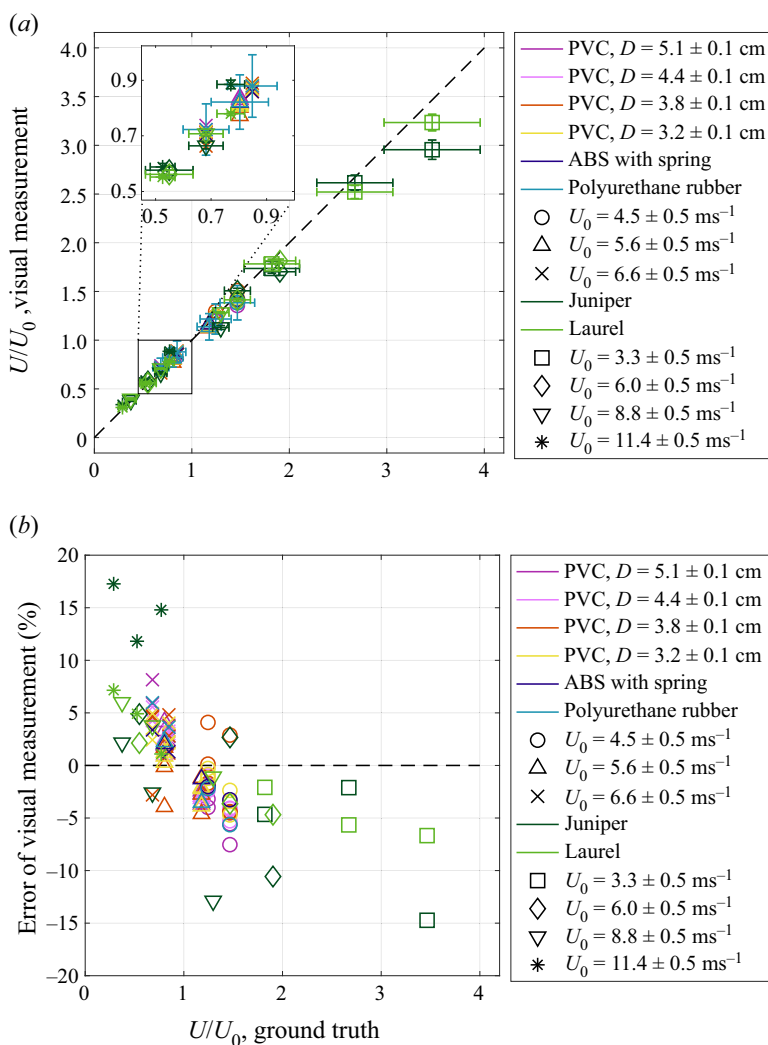 (a)
4.0
3.5
3.0
2.5
2.0
1.5
1.0
0.5
0
U/U0 ,visual measurement
0.9
0.7
0.5
0.5 0.7 0.9
0 1 2 3 4
PVC, D = 5.1 ± 0.1 cm
PVC, D = 4.4 ± 0.1 cm
PVC, D = 3.8 ± 0.1 cm
PVC, D = 3.2 ± 0.1 cm
ABS with spring
Polyurethane rubber
U0 = 4.5 ± 0.5 ms−1
U0 = 5.6 ± 0.5 ms−1
U0 = 6.6 ± 0.5 ms−1
Juniper
Laurel
U0 = 3.3 ± 0.5 ms−1
U0 = 6.0 ± 0.5 ms−1
U0 = 8.8 ± 0.5 ms−1
U0 = 11.4 ± 0.5 ms−1
(b)
20
15
10
5
0
−5
−10
−15
−20
Error of visual measurement (%)
0 1 2 3 4
U/U0, ground truth
PVC, D = 5.1 ± 0.1 cm
PVC, D = 4.4 ± 0.1 cm
PVC, D = 3.8 ± 0.1 cm
PVC, D = 3.2 ± 0.1 cm
ABS with spring
Polyurethane rubber
U0 = 4.5 ± 0.5 ms−1
U0 = 5.6 ± 0.5 ms−1
U0 = 6.6 ± 0.5 ms−1
Juniper
Laurel
U0 = 3.3 ± 0.5 ms−1
U0 = 6.0 ± 0.5 ms−1
U0 = 8.8 ± 0.5 ms−1
U0 = 11.4 ± 0.5 ms−1